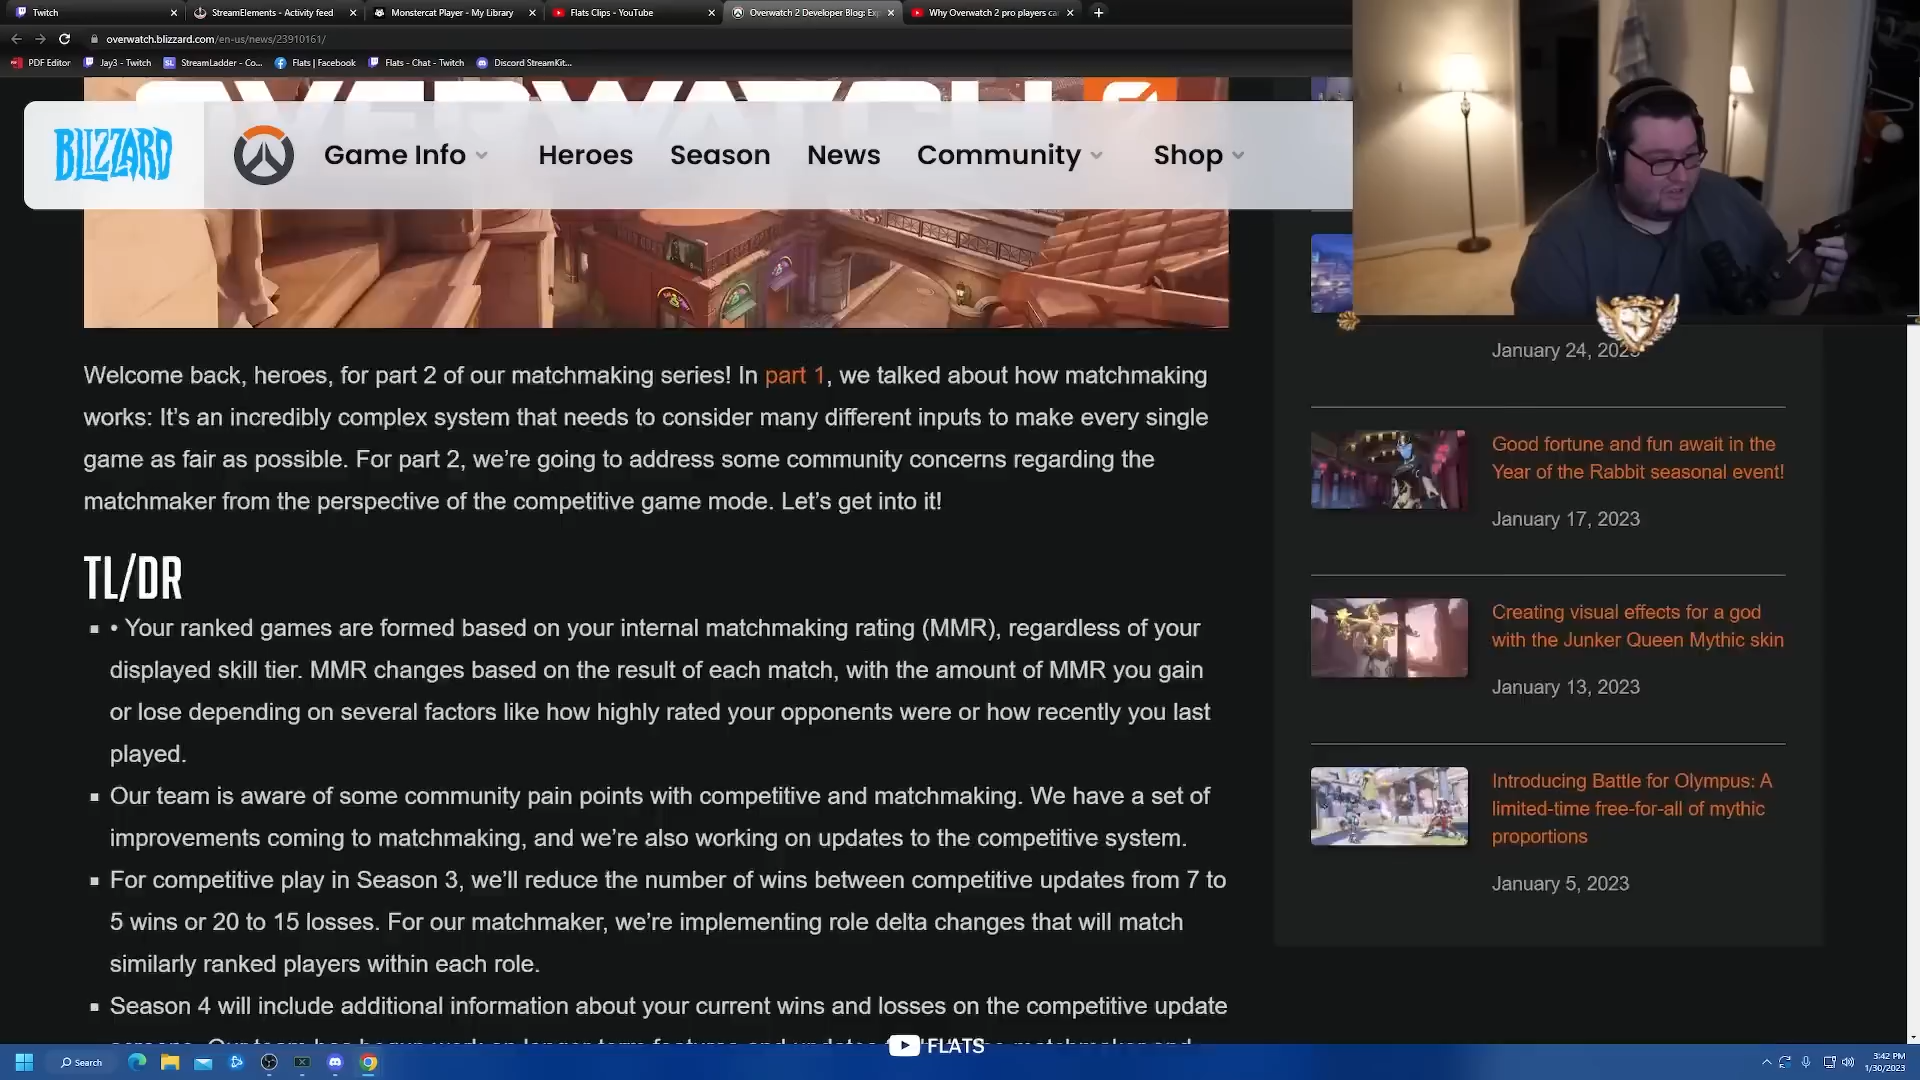 Twitch
StreamElements - Activity feed
Monstercat Player - My Library
Flats Clips - YouTube
Overwatch 2 Developer Blog: Exp
Why Overwatch 2 pro players ca
overwatch.blizzard.com/en-us/news/23910161/
PDF Editor
Jay3 - Twitch
StreamLadder - Co...
Flats | Facebook
Flats - Chat - Twitch
Discord StreamKit...
OVERWATCH 2
BLIZZARD
Game Info
Heroes
Season
News
Community
Shop
Welcome back, heroes, for part 2 of our matchmaking series! In part 1, we talked about how matchmaking
works: It’s an incredibly complex system that needs to consider many different inputs to make every single
game as fair as possible. For part 2, we’re going to address some community concerns regarding the
matchmaker from the perspective of the competitive game mode. Let’s get into it!
TL/DR
• Your ranked games are formed based on your internal matchmaking rating (MMR), regardless of your
displayed skill tier. MMR changes based on the result of each match, with the amount of MMR you gain
or lose depending on several factors like how highly rated your opponents were or how recently you last
played.
Our team is aware of some community pain points with competitive and matchmaking. We have a set of
improvements coming to matchmaking, and we’re also working on updates to the competitive system.
For competitive play in Season 3, we’ll reduce the number of wins between competitive updates from 7 to
5 wins or 20 to 15 losses. For our matchmaker, we’re implementing role delta changes that will match
similarly ranked players within each role.
Season 4 will include additional information about your current wins and losses on the competitive update
January 24, 2023
Good fortune and fun await in the
Year of the Rabbit seasonal event!
January 17, 2023
Creating visual effects for a god
with the Junker Queen Mythic skin
January 13, 2023
Introducing Battle for Olympus: A
limited-time free-for-all of mythic
proportions
January 5, 2023
FLATS
Search
3:42 PM
1/30/2023